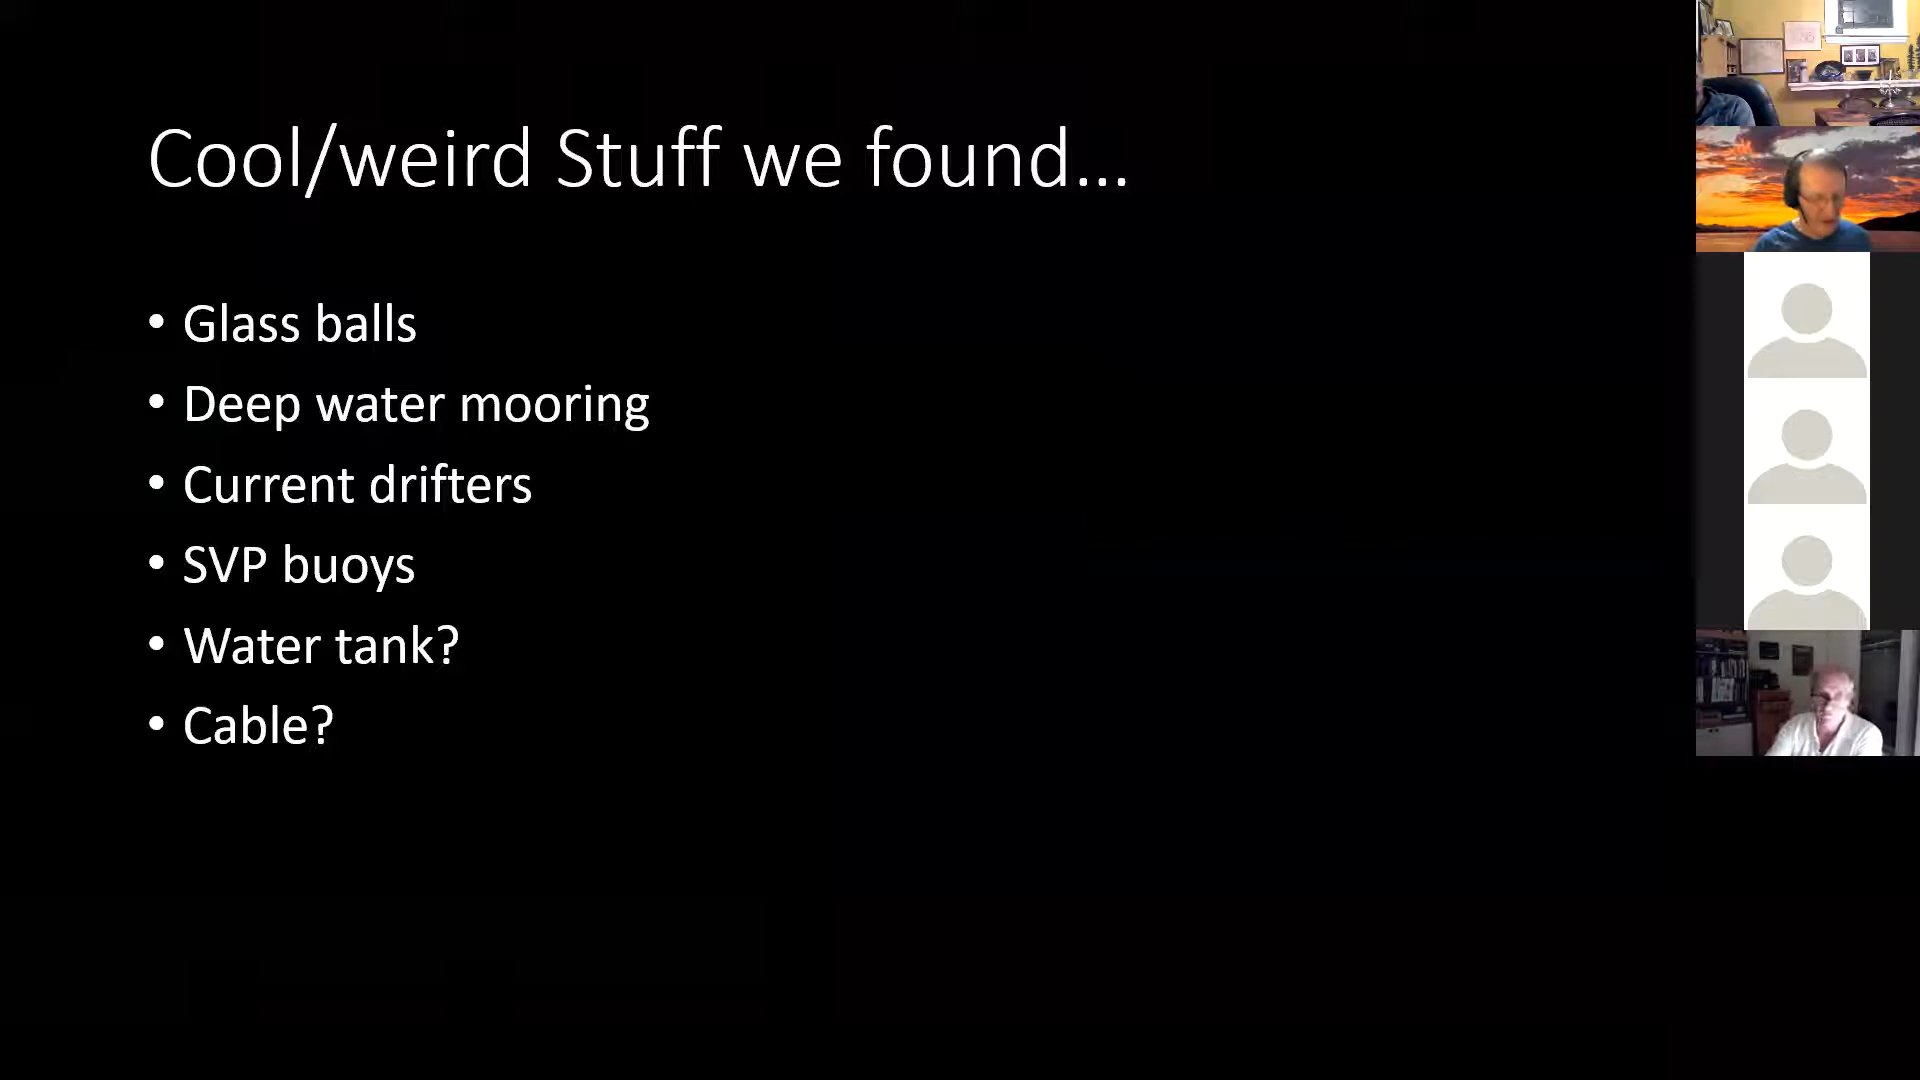 Cool/weird Stuff we found...
• Glass balls
• Deep water mooring
• Current drifters
• SVP buoys
• Water tank?
• Cable?